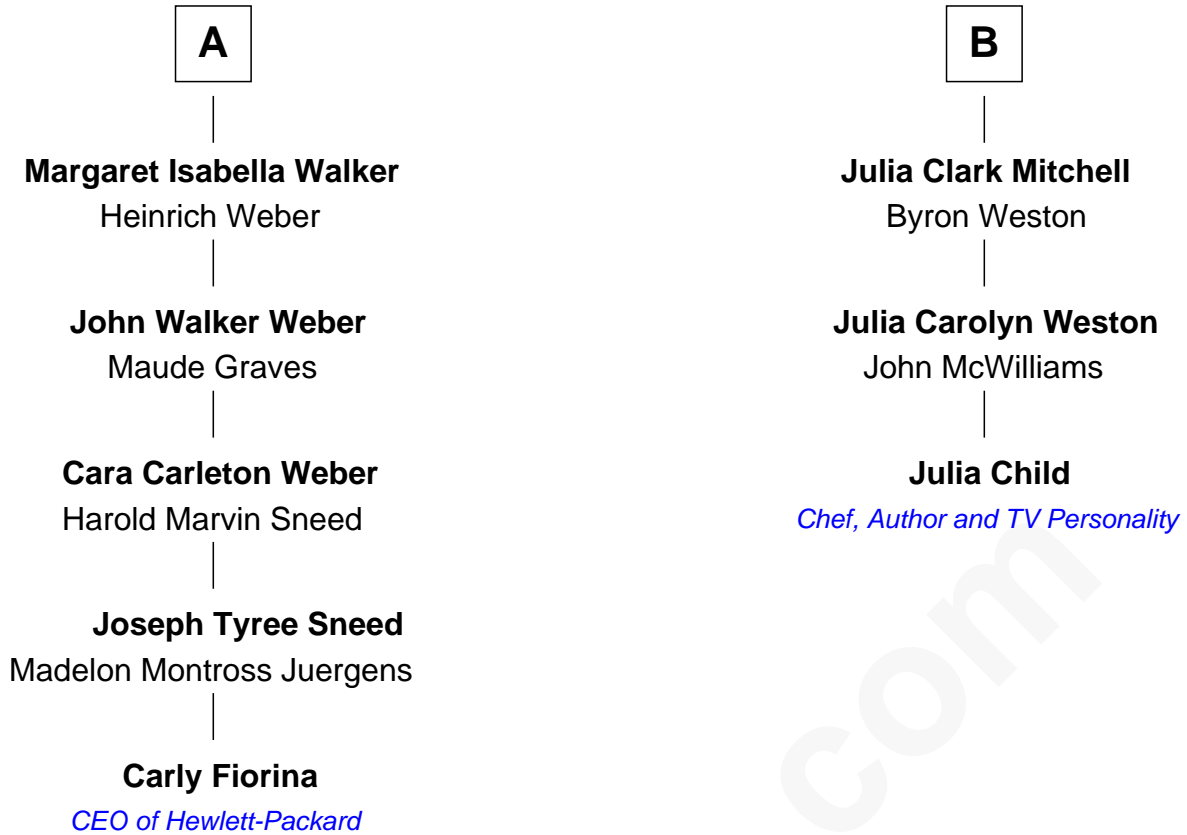 A
Margaret Isabella Walker
Heinrich Weber
John Walker Weber
Maude Graves
Cara Carleton Weber
Harold Marvin Sneed
Joseph Tyree Sneed
Madelon Montross Juergens
Carly Fiorina
CEO of Hewlett-Packard
B
Julia Clark Mitchell
Byron Weston
Julia Carolyn Weston
John McWilliams
Julia Child
Chef, Author and TV Personality
com